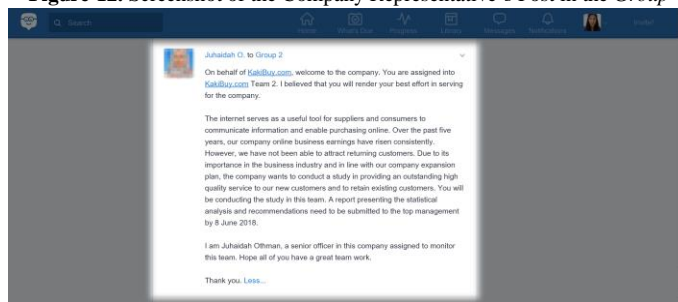 Figure 12. Screenshot of the Company Representative's Post in the Group
Search
Home
What's Due
Progress
Library
Messages
Notifications
Juhaidah O. to Group 2
On behalf of KakiBuy.com, welcome to the company. You are assigned into
KakiBuy.com Team 2. I believed that you will render your best effort in serving
for the company.
The internet serves as a useful tool for suppliers and consumers to
communicate information and enable purchasing online. Over the past five
years, our company online business earnings have risen consistently.
However, we have not been able to attract returning customers. Due to its
importance in the business industry and in line with our company expansion
plan, the company wants to conduct a study in providing an outstanding high
quality service to our new customers and to retain existing customers. You will
be conducting the study in this team. A report presenting the statistical
analysis and recommendations need to be submitted to the top management
by 8 June 2018.
I am Juhaidah Othman, a senior officer in this company assigned to monitor
this team. Hope all of you have a great team work.
Thank you. Less...